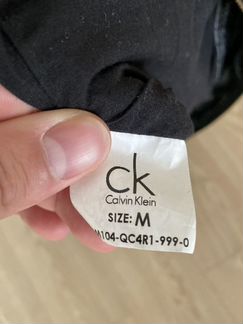 ck
Calvin Klein
SIZE: M
104-QC4R1-999-0